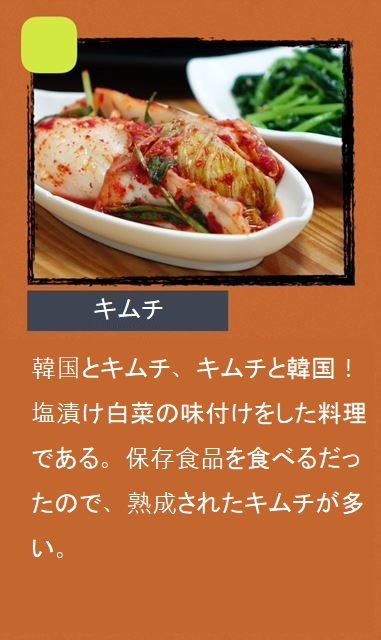 キムチ
韓国とキムチ、キムチと韓国！
塩漬け白菜の味付けをした料理
である。保存食品を食べるだっ
たので、熟成されたキムチが多
い。